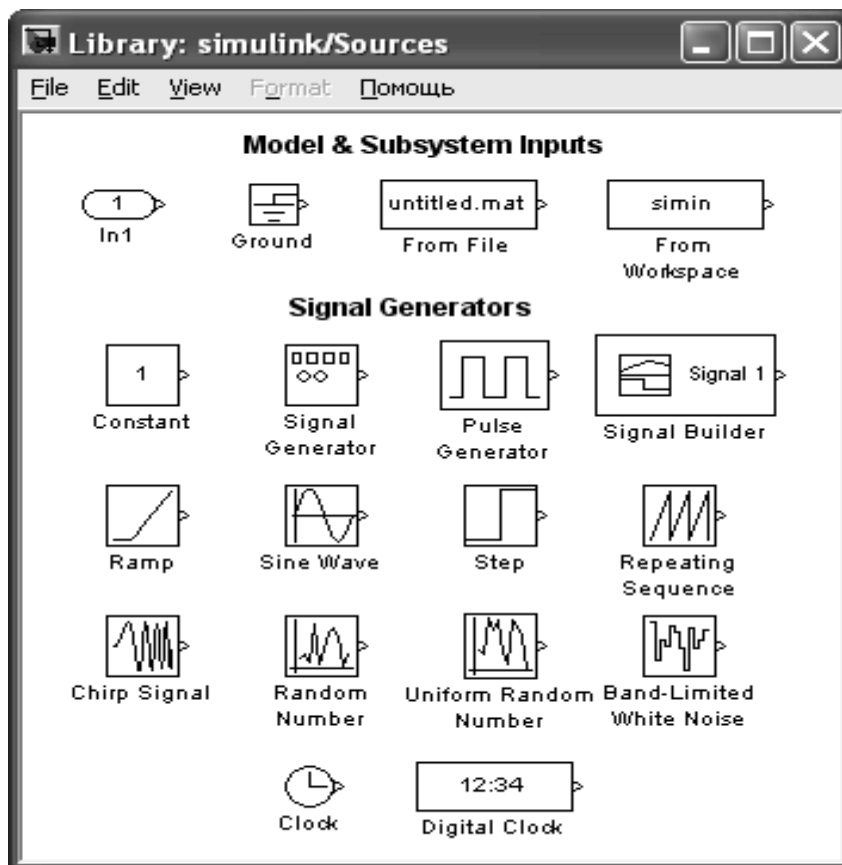 Library: simulink/Sources
File Edit View Format Помощь
Model & Subsystem Inputs
1 untitled.mat simin
In1 Ground From File From
Workspace
Signal Generators
1 Signal 1
Constant Signal Pulse Signal Builder
Generator Generator
Ramp Sine Wave Step Repeating
Sequence
Chirp Signal Random Uniform Random Band-Limited
Number Number White Noise
12:34
Clock Digital Clock